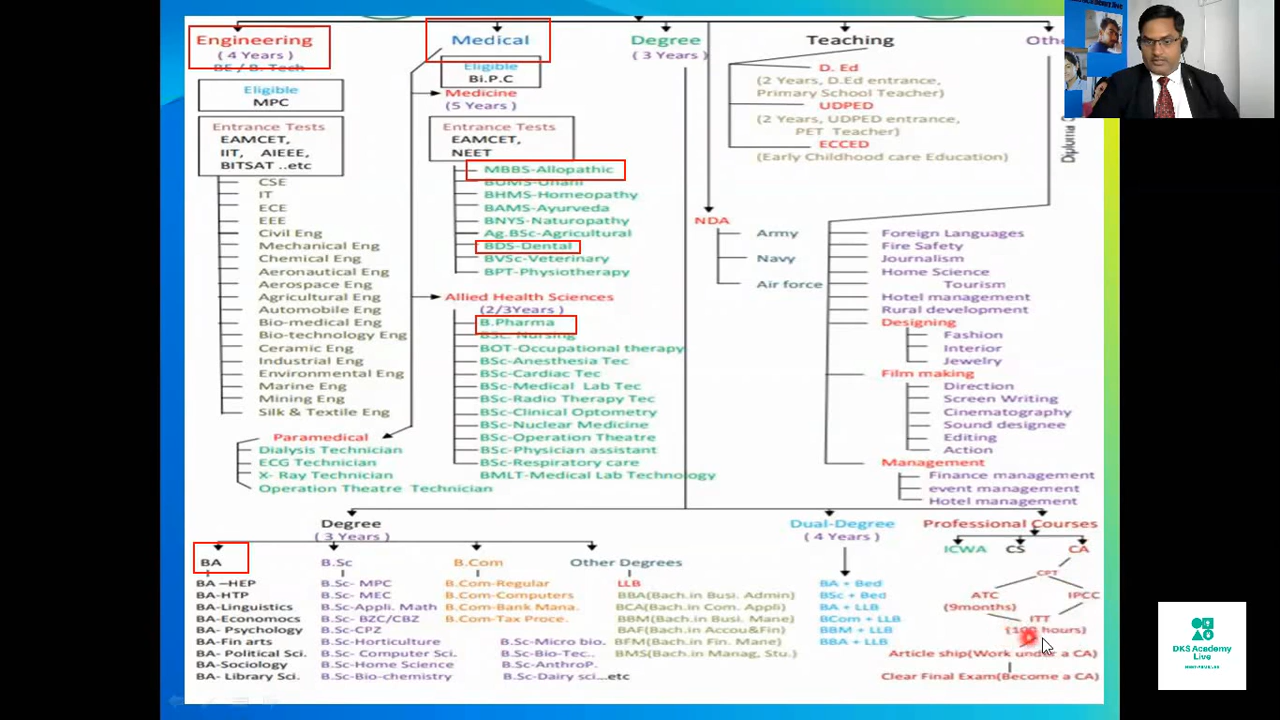 Engineering
( 4 Years )
BE / B. Tech
Eligible
MPC
Entrance Tests
EAMCET,
IIT, AIEEE,
BITSAT ..etc
CSE
IT
ECE
EEE
Civil Eng
Mechanical Eng
Chemical Eng
Aeronautical Eng
Aerospace Eng
Agricultural Eng
Automobile Eng
Bio-medical Eng
Bio-technology Eng
Ceramic Eng
Industrial Eng
Environmental Eng
Marine Eng
Mining Eng
Silk & Textile Eng
Paramedical
Dialysis Technician
ECG Technician
X- Ray Technician
Operation Theatre Technician
Medical
Eligible
Bi.P.C
Medicine
(5 Years )
Entrance Tests
EAMCET,
NEET
MBBS-Allopathic
BUMS-Unani
BHMS-Homeopathy
BAMS-Ayurveda
BNYS-Naturopathy
Ag.BSc-Agricultural
BDS-Dental
BVSc-Veterinary
BPT-Physiotherapy
Allied Health Sciences
(2/3Years )
B.Pharma
BSc. Nursing
BOT-Occupational therapy
BSc-Anesthesia Tec
BSc-Cardiac Tec
BSc-Medical Lab Tec
BSc-Radio Therapy Tec
BSc-Clinical Optometry
BSc-Nuclear Medicine
BSc-Operation Theatre
BSc-Physician assistant
BSc-Respiratory care
BMLT-Medical Lab Technology
Degree
( 3 Years )
Teaching
D. Ed
(2 Years, D.Ed entrance,
Primary School Teacher)
UDPED
(2 Years, UDPED entrance,
PET Teacher)
ECCED
(Early Childhood care Education)
NDA
Army
Navy
Air force
Othe
Diploma
Foreign Languages
Fire Safety
Journalism
Home Science
Tourism
Hotel management
Rural development
Designing
Fashion
Interior
Jewelry
Film making
Direction
Screen Writing
Cinematography
Sound designee
Editing
Action
Management
Finance management
event management
Hotel management
Degree
( 3 Years )
BA
BA –HEP
BA-HTP
BA-Linguistics
BA-Economocs
BA- Psychology
BA-Fin arts
BA- Political Sci.
BA-Sociology
BA- Library Sci.
B.Sc
B.Sc- MPC
B.Sc- MEC
B.Sc-Appli. Math
B.Sc- BZC/CBZ
B.Sc-CPZ
B.Sc-Horticulture
B.Sc- Computer Sci.
B.Sc-Home Science
B.Sc-Bio-chemistry
B.Com
B.Com-Regular
B.Com-Computers
B.Com-Bank Mana.
B.Com-Tax Proce.
B.Sc-Micro bio.
B.Sc-Bio-Tec..
B.Sc-AnthroP.
B.Sc-Dairy sci...etc
Other Degrees
LLB
BBA(Bach.in Busi. Admin)
BCA(Bach.in Com. Appli)
BBM(Bach.in Busi. Mane)
BAF(Bach.in Accou&Fin)
BFM(Bach.in Fin. Mane)
BMS(Bach.in Manag, Stu.)
Dual-Degree
( 4 Years )
BA + Bed
BSc + Bed
BA + LLB
BCom + LLB
BBM + LLB
BBA + LLB
Professional Courses
ICWA
CS
CA
CPT
ATC
IPCC
(9months)
ITT
(100 hours)
Article ship(Work under a CA)
Clear Final Exam(Become a CA)
DKS Academy
Live